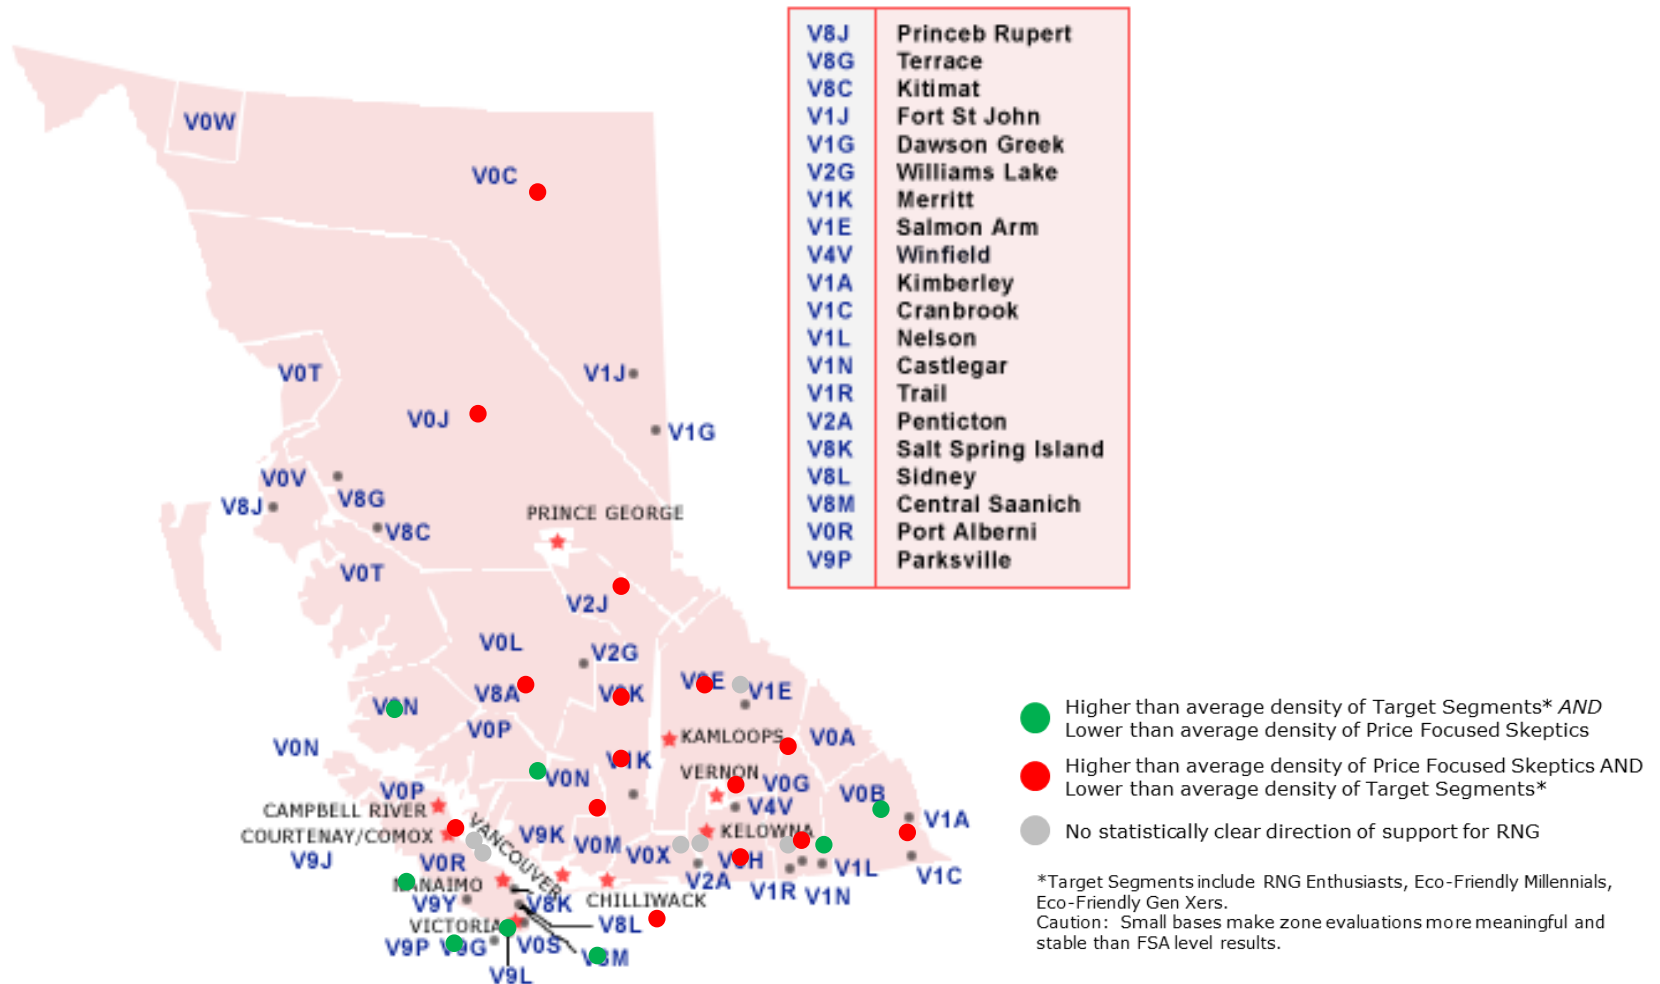 V8J Princeb Rupert
V8G Terrace
V8C Kitimat
V1J Fort St John
V1G Dawson Greek
V2G Williams Lake
V1K Merritt
V1E Salmon Arm
V4V Winfield
V1A Kimberley
V1C Cranbrook
V1L Nelson
V1N Castlegar
V1R Trail
V2A Penticton
V8K Salt Spring Island
V8L Sidney
V8M Central Saanich
V0R Port Alberni
V9P Parksville
V0W
V0C
V0T
V1J
V0J
V1G
V0V
V8G
V8J
V8C
PRINCE GEORGE
V0T
V2J
V0L
V2G
V8A
V1E
V0P
V0N
KAMLOOPS
V0A
V1K
VERNON
V0N
V0G
V0P
V0B
CAMPBELL RIVER
V4V
V1A
COURTENAY/COMOX
VANCOUVER
V9K
V0M
KELOWNA
V9J
V0R
V0X
V0H
V1L
V1C
NANAIMO
V2A
V1R
V1N
V9Y
V8K
CHILLIWACK
VICTORIA
V8L
V9P
V9G
V0S
V8M
V9L
Higher than average density of Target Segments* AND
Lower than average density of Price Focused Skeptics
Higher than average density of Price Focused Skeptics AND
Lower than average density of Target Segments*
No statistically clear direction of support for RNG
*Target Segments include RNG Enthusiasts, Eco-Friendly Millennials,
Eco-Friendly Gen Xers.
Caution: Small bases make zone evaluations more meaningful and
stable than FSA level results.